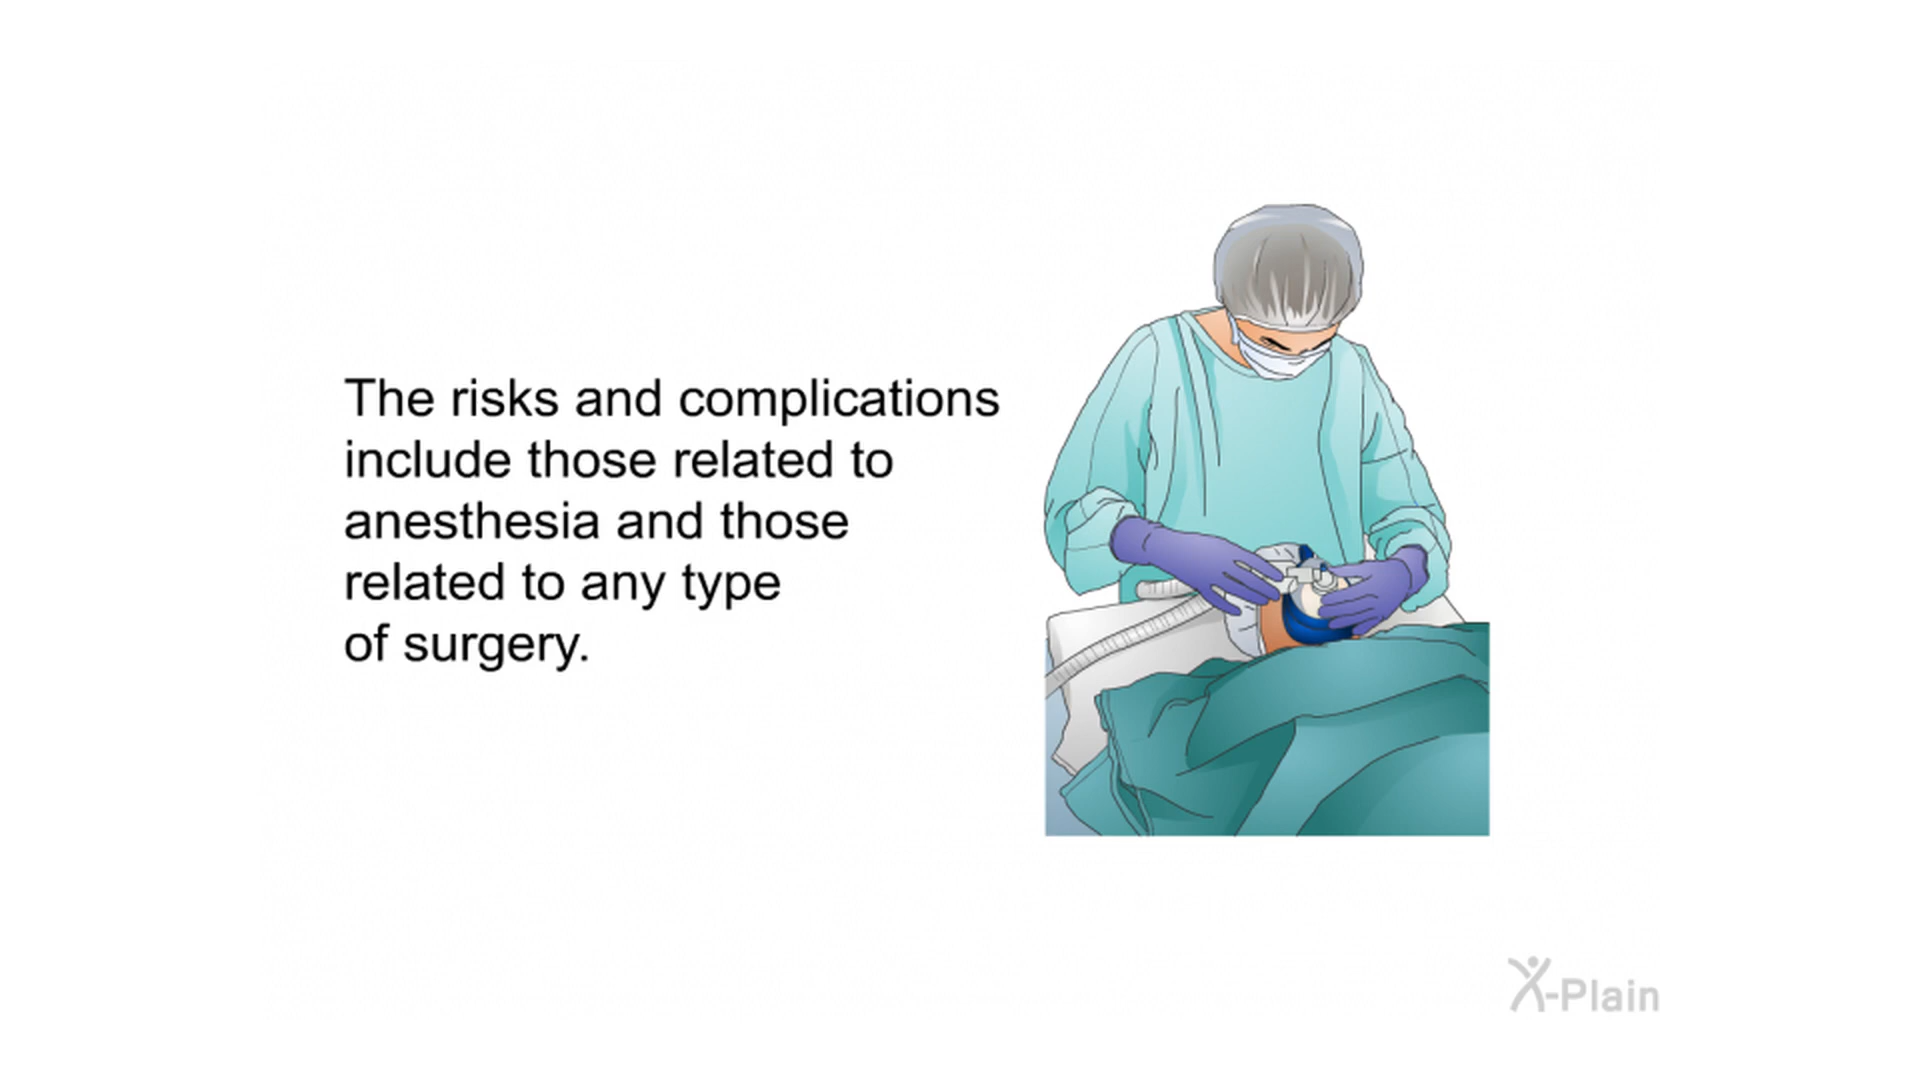 The risks and complications
include those related to
anesthesia and those
related to any type
of surgery.
X-Plain